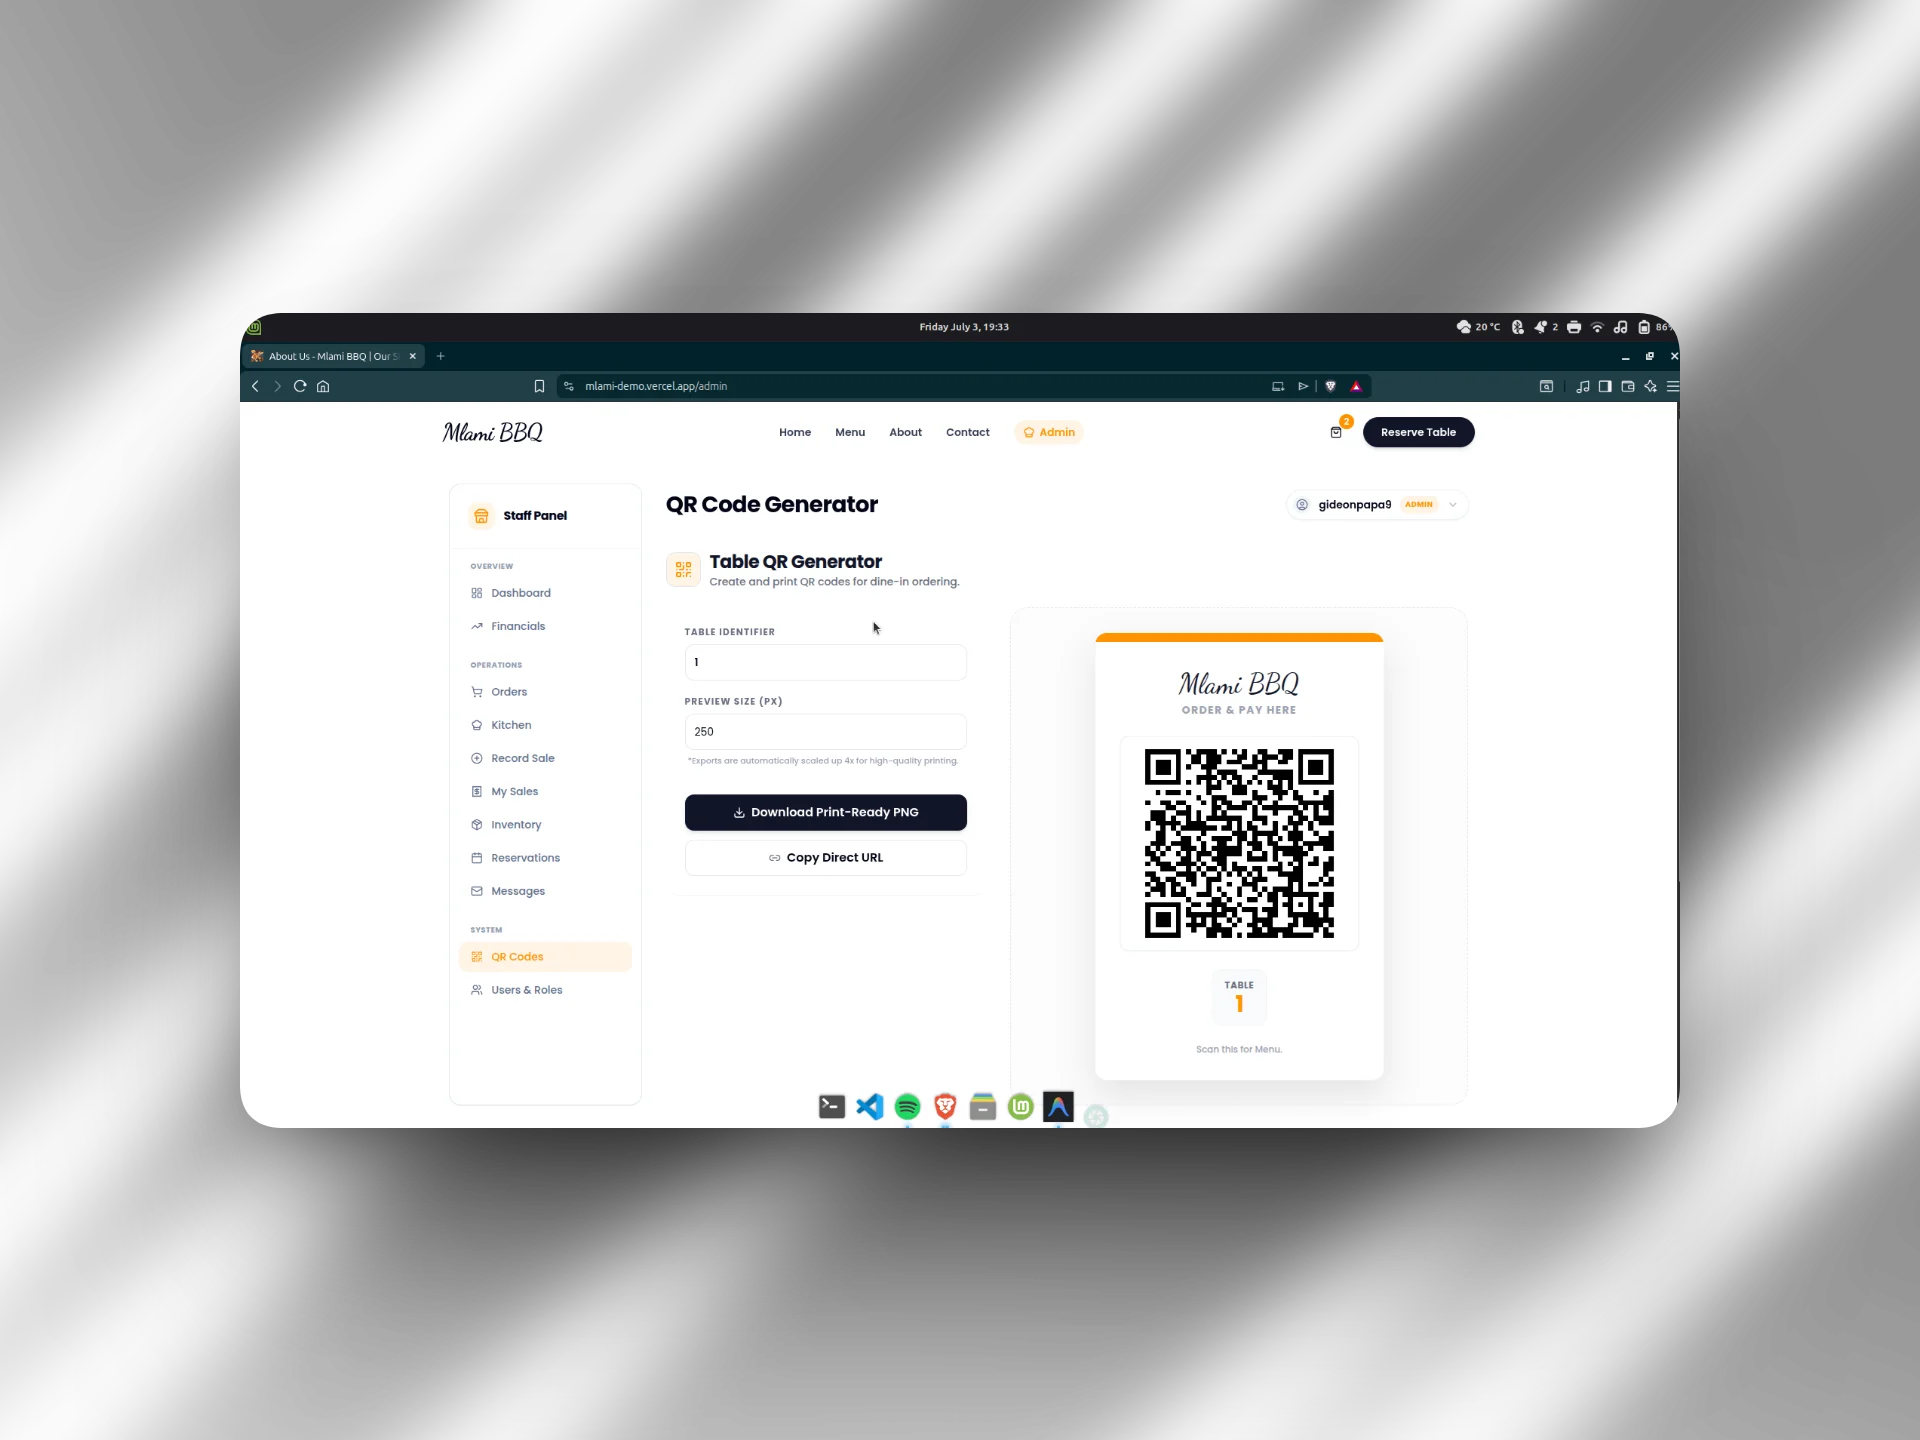 Friday July 3, 19:33
20 °C
2
About Us - Mlami BBQ | Our
mlami-demo.vercel.app/admin
Mlami BBQ
Home
Menu
About
Contact
Admin
2
Reserve Table
Staff Panel
OVERVIEW
Dashboard
Financials
OPERATIONS
Orders
Kitchen
Record Sale
My Sales
Inventory
Reservations
Messages
SYSTEM
QR Codes
Users & Roles
QR Code Generator
gideonpapa9
ADMIN
Table QR Generator
Create and print QR codes for dine-in ordering.
TABLE IDENTIFIER
1
PREVIEW SIZE (PX)
250
*Exports are automatically scaled up 4x for high-quality printing.
Download Print-Ready PNG
Copy Direct URL
Mlami BBQ
ORDER & PAY HERE
TABLE
1
Scan this for Menu.